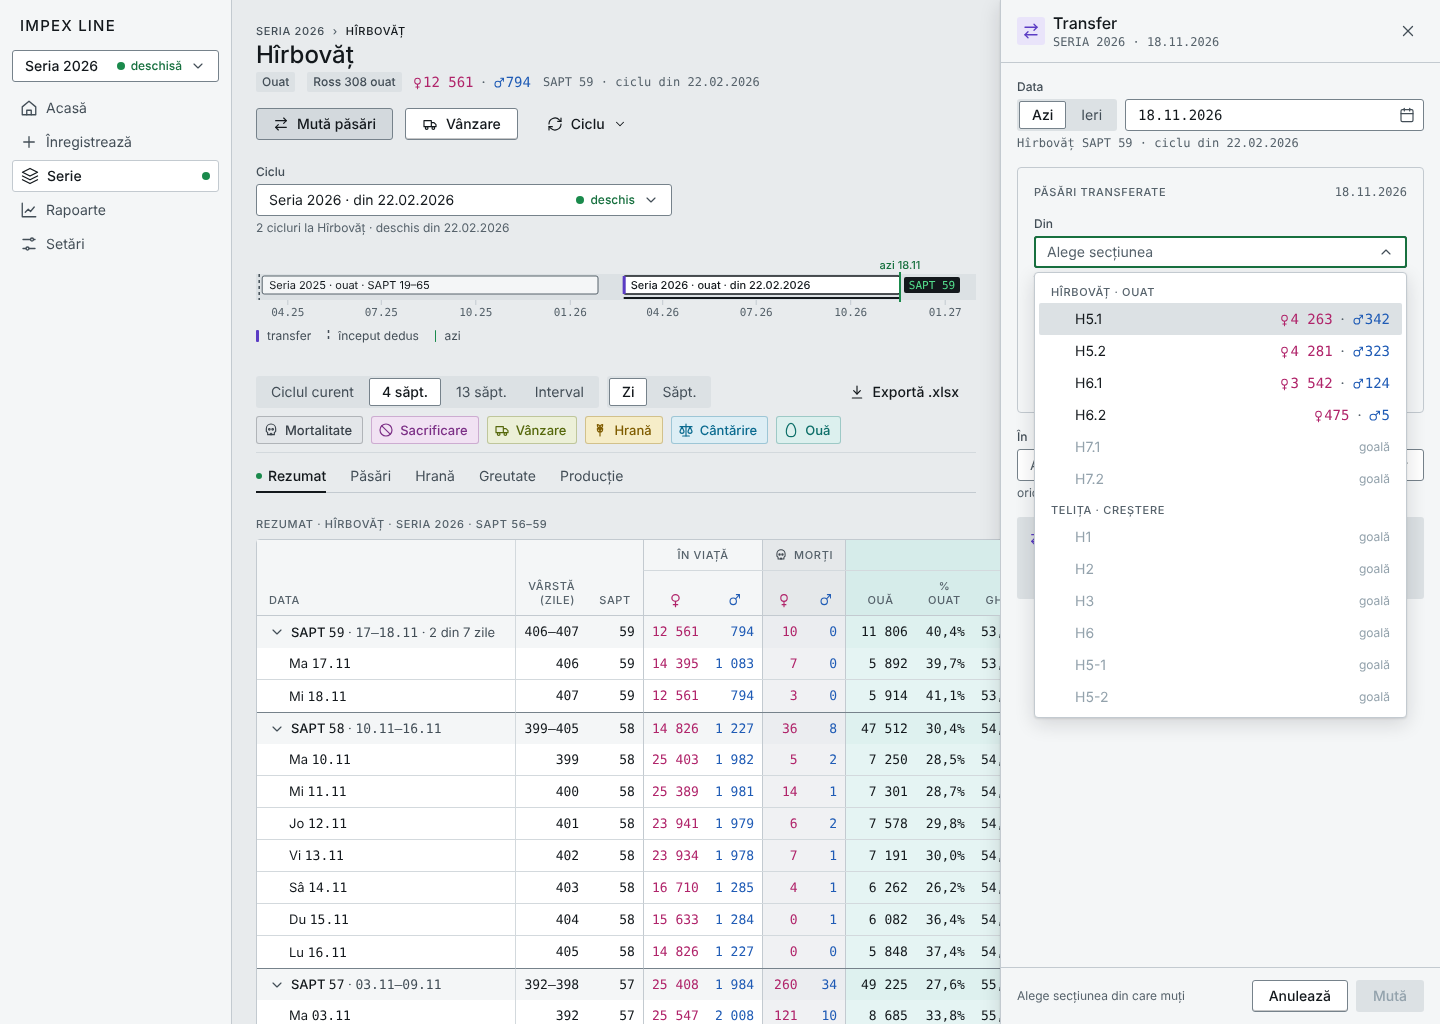 IMPEX LINE
Seria 2026 deschisă
Acasă
Înregistrează
Serie
Rapoarte
Setări
SERIA 2026 › HÎRBOVĂȚ
Hîrbovăț
Ouat Ross 308 ouat ♀12 561 · ♂794 SAPT 59 · ciclu din 22.02.2026
Mută păsări Vânzare Ciclu
Ciclu
Seria 2026 · din 22.02.2026 deschis
2 cicluri la Hîrbovăț · deschis din 22.02.2026
azi 18.11
Seria 2025 · ouat · SAPT 19–65 Seria 2026 · ouat · din 22.02.2026 SAPT 59
04.25 07.25 10.25 01.26 04.26 07.26 10.26 01.27
transfer început dedus azi
Ciclul curent 4 săpt. 13 săpt. Interval Zi Săpt. Exportă .xlsx
Mortalitate Sacrificare Vânzare Hrană Cântărire Ouă
Rezumat Păsări Hrană Greutate Producție
REZUMAT · HÎRBOVĂȚ · SERIA 2026 · SAPT 56–59
ÎN VIAȚĂ MORȚI
DATA VÂRSTĂ (ZILE) SAPT ♀ ♂ ♀ ♂ OUĂ % OUAT
SAPT 59 · 17–18.11 · 2 din 7 zile 406–407 59 12 561 794 10 0 11 806 40,4% 53,
Ma 17.11 406 59 14 395 1 083 7 0 5 892 39,7% 53,
Mi 18.11 407 59 12 561 794 3 0 5 914 41,1% 53,
SAPT 58 · 10.11–16.11 399–405 58 14 826 1 227 36 8 47 512 30,4% 54,
Ma 10.11 399 58 25 403 1 982 5 2 7 250 28,5% 54,
Mi 11.11 400 58 25 389 1 981 14 1 7 301 28,7% 54,
Jo 12.11 401 58 23 941 1 979 6 2 7 578 29,8% 54,
Vi 13.11 402 58 23 934 1 978 7 1 7 191 30,0% 54,
Sâ 14.11 403 58 16 710 1 285 4 1 6 262 26,2% 54,
Du 15.11 404 58 15 633 1 284 0 1 6 082 36,4% 54,
Lu 16.11 405 58 14 826 1 227 0 0 5 848 37,4% 54,
SAPT 57 · 03.11–09.11 392–398 57 25 408 1 984 260 34 49 225 27,6% 55,
Ma 03.11 392 57 25 547 2 008 121 10 8 685 33,8% 55,
Transfer
SERIA 2026 · 18.11.2026
Data
Azi Ieri 18.11.2026
Hîrbovăț SAPT 59 · ciclu din 22.02.2026
PĂSĂRI TRANSFERATE 18.11.2026
Din
Alege secțiunea
HÎRBOVĂȚ · OUAT
H5.1 ♀4 263 · ♂342
H5.2 ♀4 281 · ♂323
H6.1 ♀3 542 · ♂124
H6.2 ♀475 · ♂5
H7.1 goală
H7.2 goală
TELIȚA · CREȘTERE
H1 goală
H2 goală
H3 goală
H6 goală
H5-1 goală
H5-2 goală
În
Alege secțiunea din care muți Anulează Mută